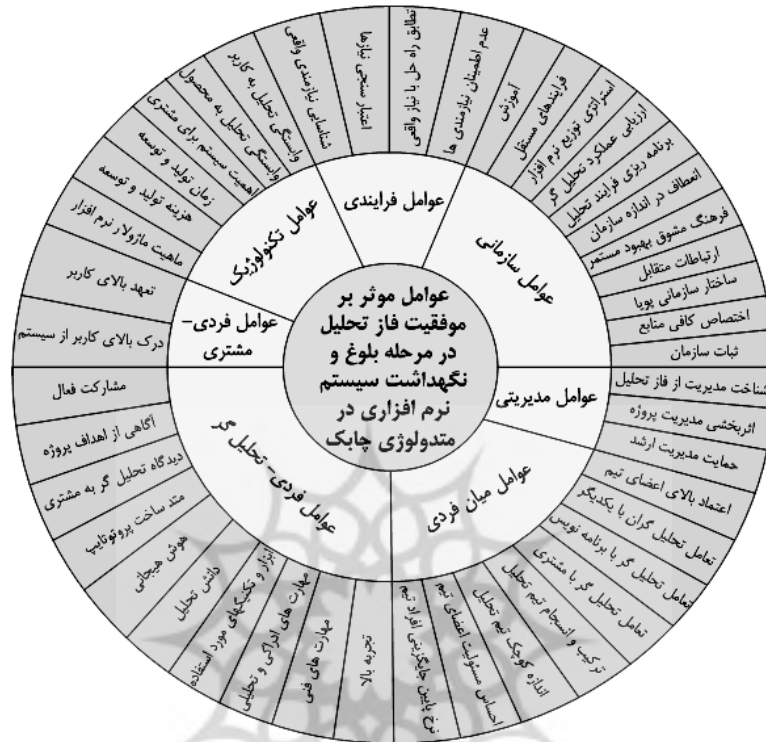 عوامل موثر بر
موفقیت فاز تحلیل
در مرحله بلوغ و
نگهداشت سیستم
نرم افزاری در
متدولوژی چابک
عوامل فرایندی
عدم اطمینان نیازمندی ها
تطابق راه حل با نیاز واقعی
اعتبار سنجی نیازها
شناسایی نیازمندی واقعی
عوامل سازمانی
آموزش
فرایندهای مستقل
استراتژی توزیع نرم افزار
ارزیابی عملکرد تحلیل گر
برنامه ریزی فرایند تحلیل
انعطاف در اندازه سازمان
فرهنگ مشوق بهبود مستمر
ارتباطات متقابل
ساختار سازمانی پویا
اختصاص کافی منابع
ثبات سازمان
عوامل مدیریتی
شناخت مدیریت از فاز تحلیل
اثربخشی مدیریت پروژه
حمایت مدیریت ارشد
عوامل میان فردی
اعتماد بالای اعضای تیم
تعامل تحلیل گران با یکدیگر
تعامل تحلیل گر با برنامه نویس
تعامل تحلیل گر با مشتری
ترکیب و انسجام تیم تحلیل
اندازه کوچک تیم تحلیل
احساس مسئولیت اعضای تیم
نرخ پایین جایگزینی افراد تیم
عوامل فردی- تحلیل گر
تجربه بالا
مهارت های فنی
مهارت های ادراکی و تحلیلی
ابزار و تکنیکهای مورد استفاده
دانش تحلیل
هوش هیجانی
متد ساخت پروتوتایپ
دیدگاه تحلیل گر به مشتری
آگاهی از اهداف پروژه
مشارکت فعال
عوامل فردی-
مشتری
درک بالای کاربر از سیستم
تعهد بالای کاربر
عوامل تکنولوژیک
ماهیت ماژولار نرم افزار
هزینه تولید و توسعه
زمان تولید و توسعه
اهمیت سیستم برای مشتری
وابستگی تحلیل به محصول
وابستگی تحلیل به کاربر